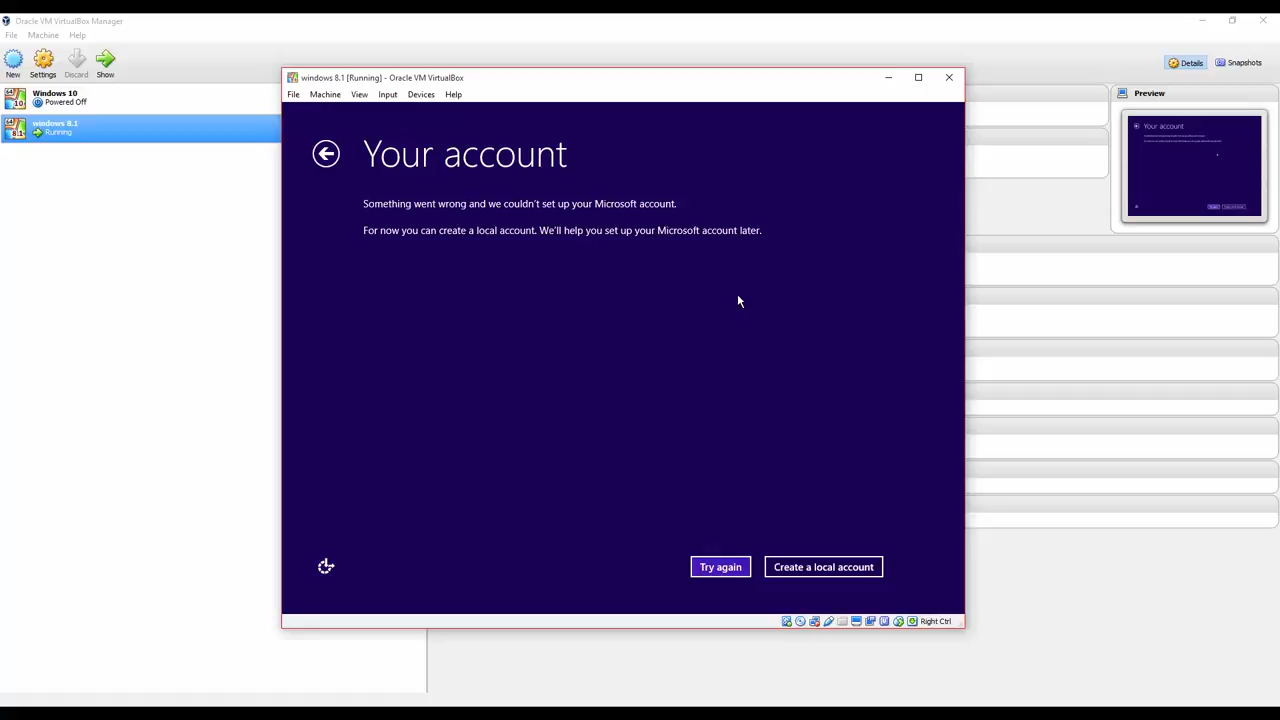 Oracle VM VirtualBox Manager
File Machine Help
New Settings Discard Show
Details Snapshots
Windows 10
Powered Off
windows 8.1
Running
windows 8.1 [Running] - Oracle VM VirtualBox
File Machine View Input Devices Help
Your account
Something went wrong and we couldn't set up your Microsoft account.
For now you can create a local account. We'll help you set up your Microsoft account later.
Try again Create a local account
Right Ctrl
Preview
Your account